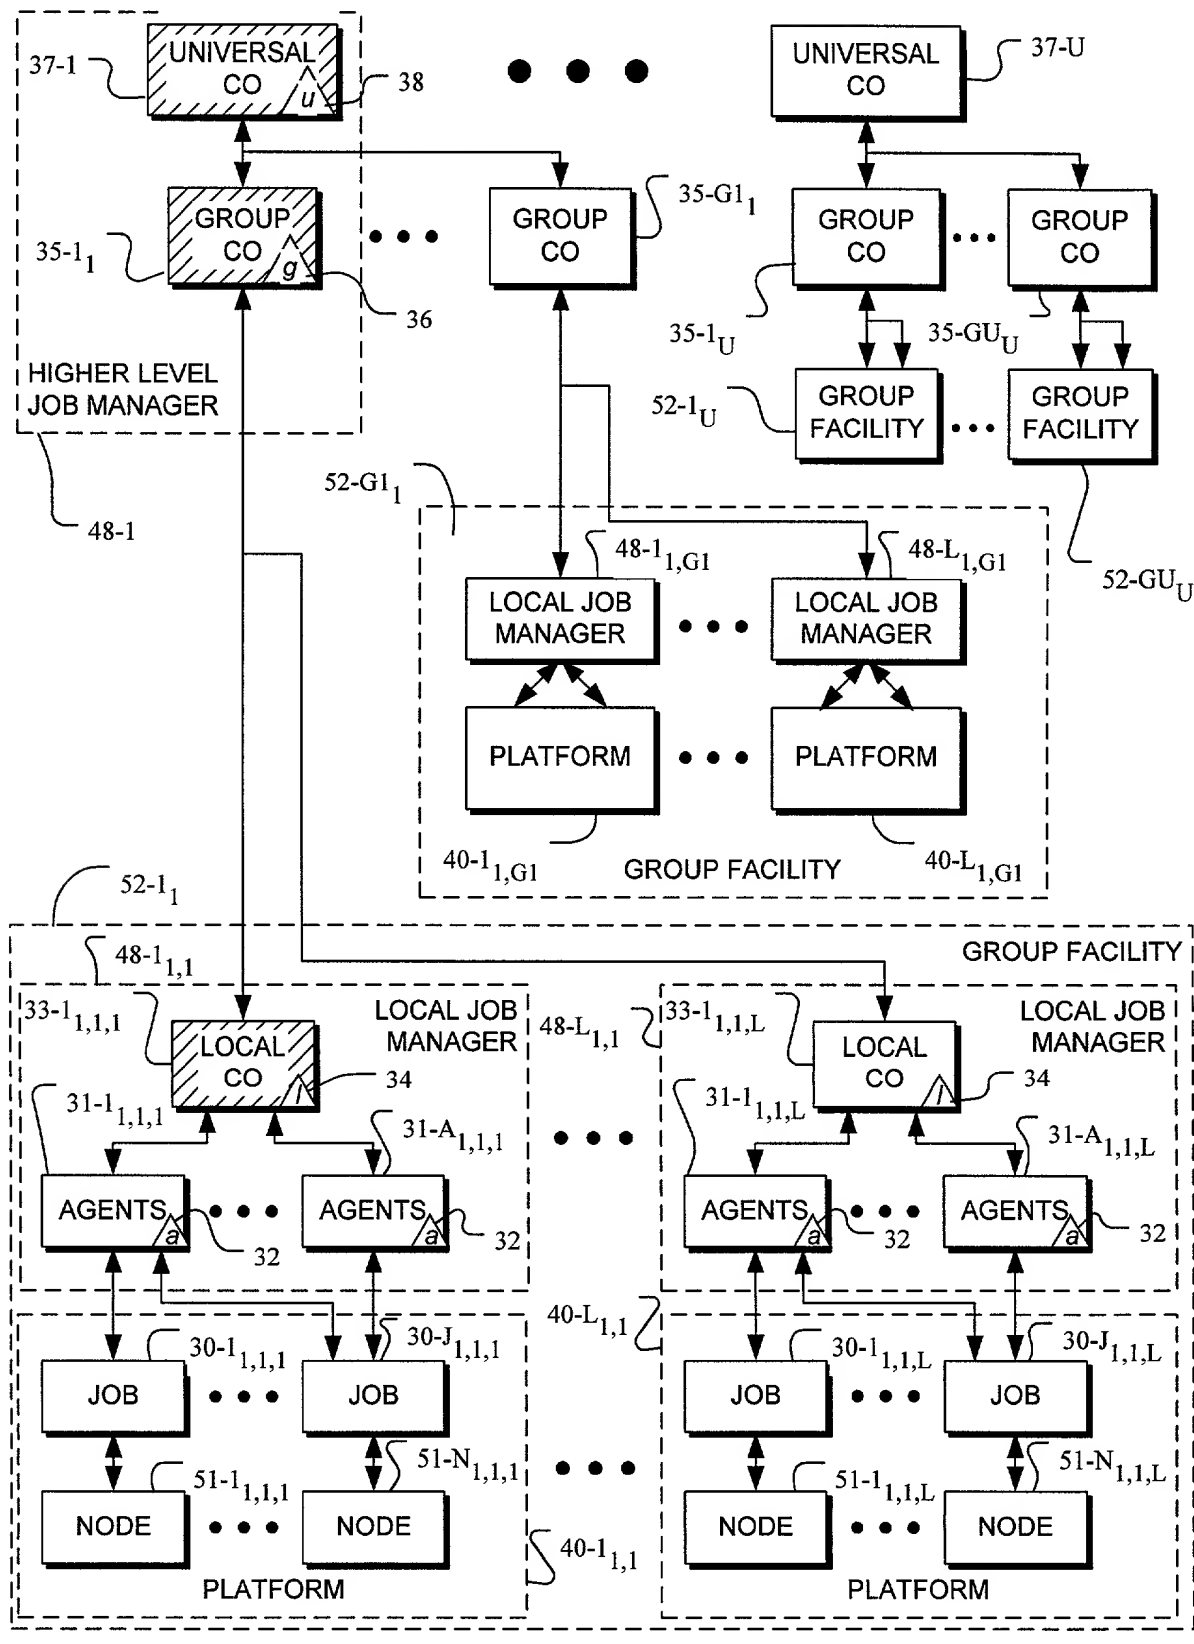 UNIVERSAL
CO
u
37-1
38
UNIVERSAL
CO
37-U
GROUP
CO
g
35-1₁
36
GROUP
CO
35-G1₁
GROUP
CO
35-1_U
GROUP
CO
35-GU_U
HIGHER LEVEL
JOB MANAGER
48-1
GROUP
FACILITY
52-1_U
GROUP
FACILITY
52-GU_U
52-G1₁
48-1₁,G1
48-L₁,G1
LOCAL JOB
MANAGER
LOCAL JOB
MANAGER
PLATFORM
PLATFORM
40-1₁,G1
40-L₁,G1
GROUP FACILITY
52-1₁
GROUP FACILITY
48-1₁,₁
33-1₁,₁,₁
LOCAL JOB
MANAGER
LOCAL
CO
l
34
31-1₁,₁,₁
31-A₁,₁,₁
AGENTS
a
32
AGENTS
a
32
30-1₁,₁,₁
30-J₁,₁,₁
JOB
JOB
51-1₁,₁,₁
51-N₁,₁,₁
NODE
NODE
PLATFORM
40-1₁,₁
48-L₁,₁
33-1₁,₁,L
LOCAL JOB
MANAGER
LOCAL
CO
l
34
31-1₁,₁,L
31-A₁,₁,L
AGENTS
a
32
AGENTS
a
32
40-L₁,₁
30-1₁,₁,L
30-J₁,₁,L
JOB
JOB
51-1₁,₁,L
51-N₁,₁,L
NODE
NODE
PLATFORM